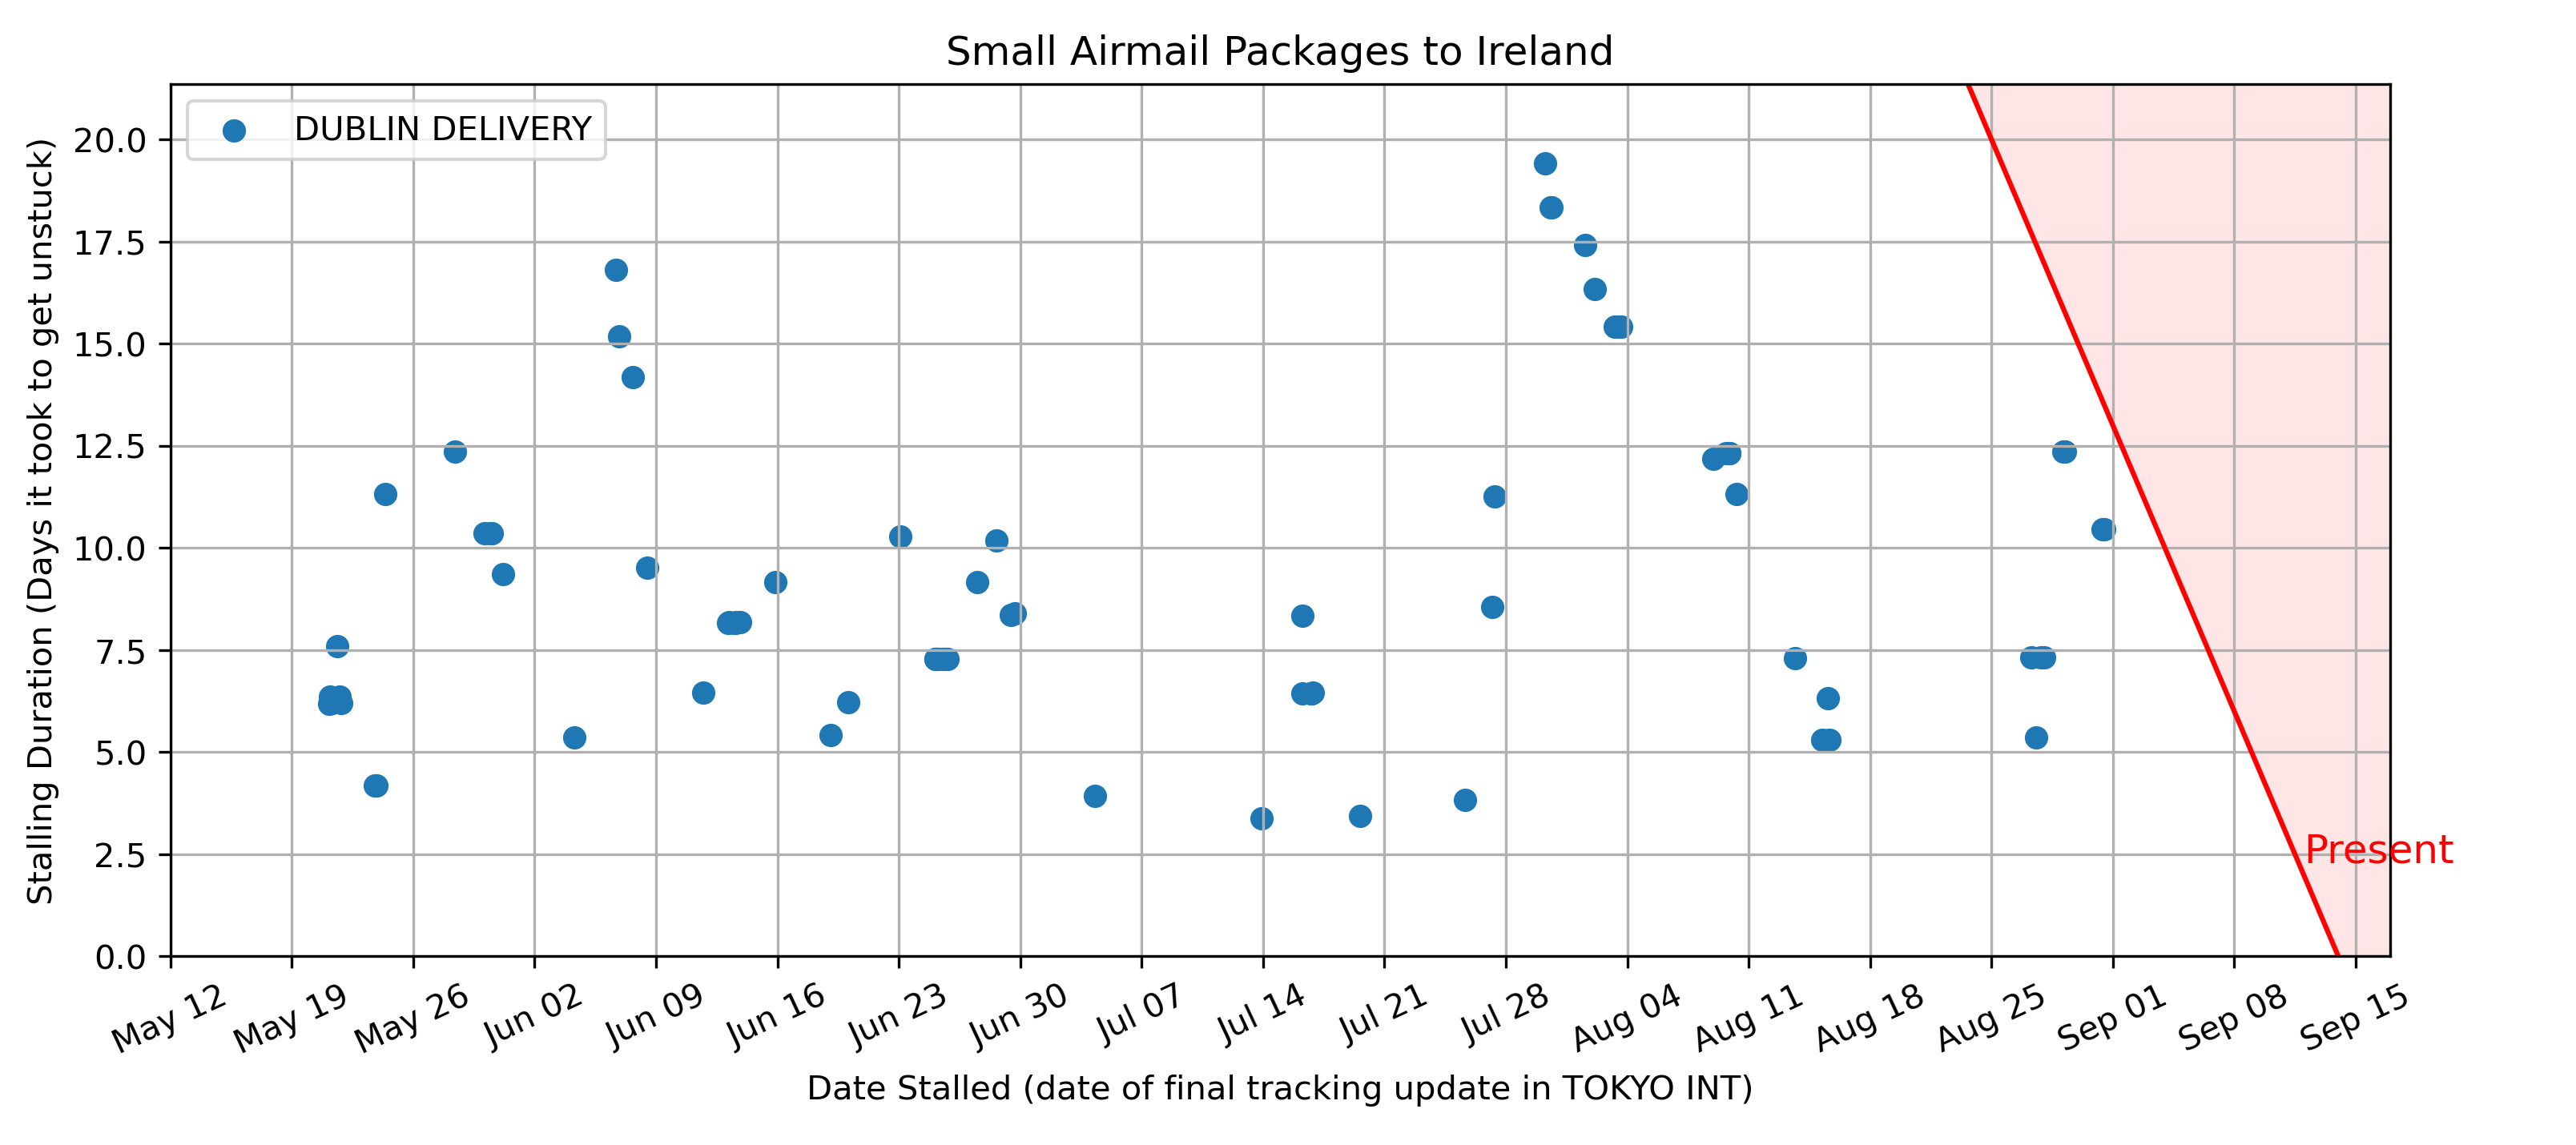 Small Airmail Packages to Ireland
DUBLIN DELIVERY
Stalling Duration (Days it took to get unstuck)
20.0
17.5
15.0
12.5
10.0
7.5
5.0
2.5
0.0
Present
May 12
May 19
May 26
Jun 02
Jun 09
Jun 16
Jun 23
Jun 30
Jul 07
Jul 14
Jul 21
Jul 28
Aug 04
Aug 11
Aug 18
Aug 25
Sep 01
Sep 08
Sep 15
Date Stalled (date of final tracking update in TOKYO INT)